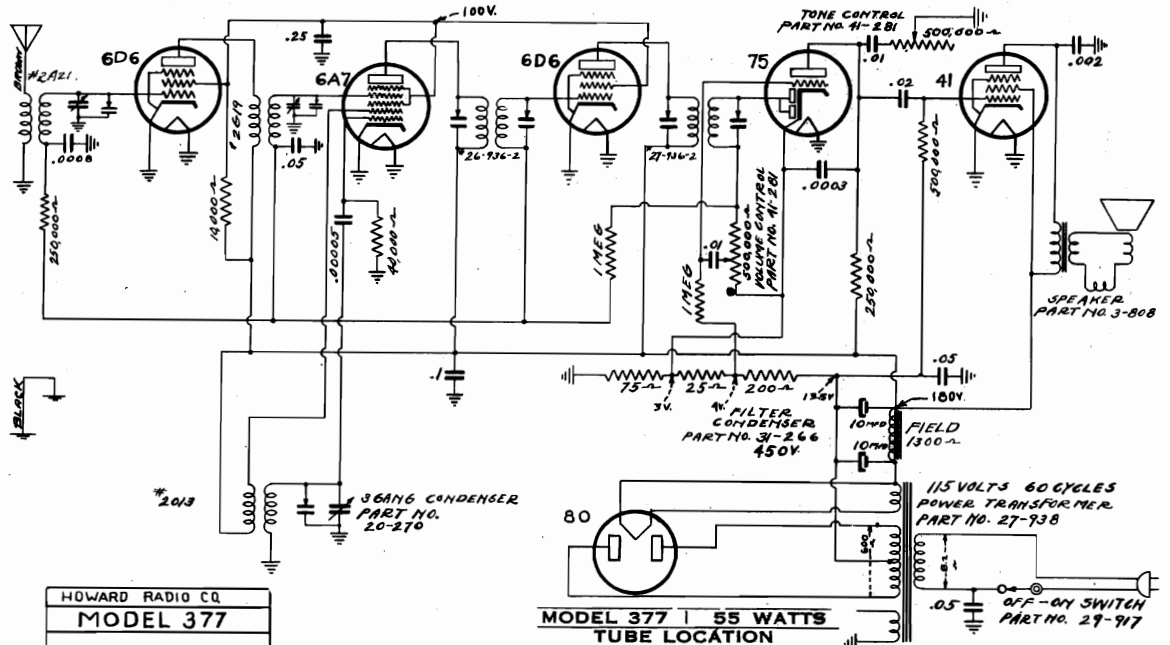 100V.
TONE CONTROL
PART NO. 41-281
500,000Ω
BROWN
#2A21
6D6
.25
6A7
6D6
75
.01
41
.002
.0008
#2G19
.05
*26-936-2
*27-936-2
.02
.0003
500,000Ω
250,000Ω
.00005
40,000Ω
1 MEG
.01
500,000Ω
VOLUME CONTROL
PART NO. 41-281
1 MEG
250,000Ω
SPEAKER
PART NO. 3-808
BLACK
.1
75Ω
25Ω
200Ω
.05
3V.
4V.
180V.
FILTER
CONDENSER
PART NO. 31-266
450V.
10 MFD
10 MFD
FIELD
1300Ω
#2013
3 GANG CONDENSER
PART NO.
20-270
80
115 VOLTS 60 CYCLES
POWER TRANSFORMER
PART NO. 27-938
.05
OFF-ON SWITCH
PART NO. 29-917
HOWARD RADIO CO.
MODEL 377
MODEL 377 | 55 WATTS
TUBE LOCATION